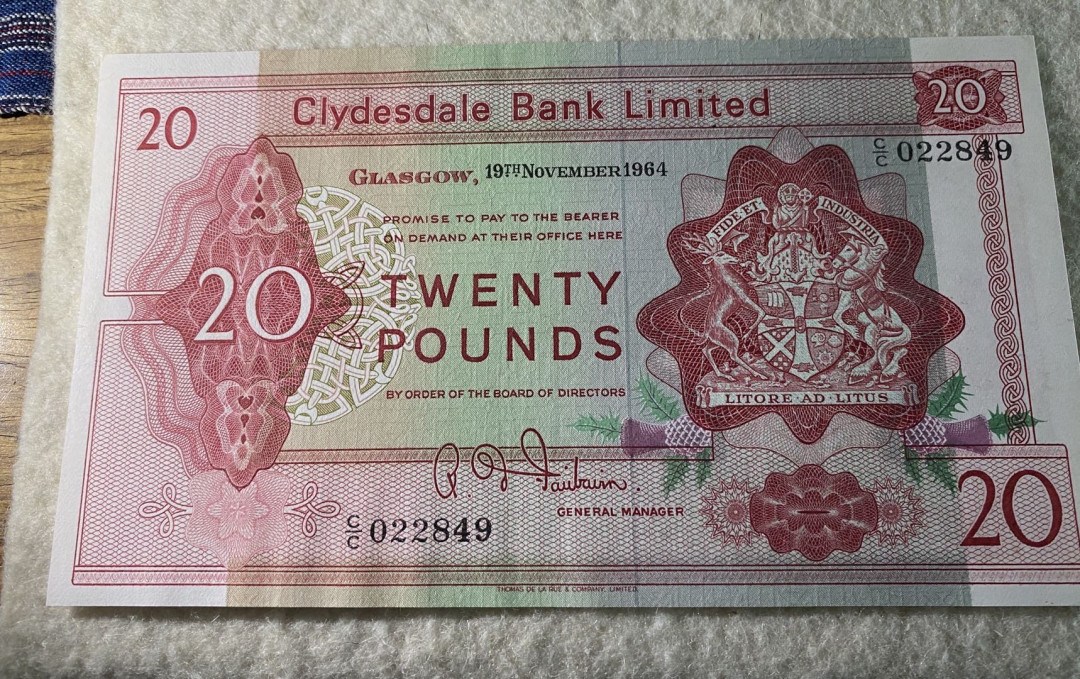 20
Clydesdale Bank Limited
20
C/C 022849
GLASGOW, 19TH NOVEMBER 1964
PROMISE TO PAY TO THE BEARER
ON DEMAND AT THEIR OFFICE HERE
20
TWENTY
POUNDS
BY ORDER OF THE BOARD OF DIRECTORS
FIDE ET INDUSTRIA
LITORE·AD·LITUS
R. D. Fairbairn.
GENERAL MANAGER
C/C 022849
20
THOMAS DE LA RUE & COMPANY, LIMITED.